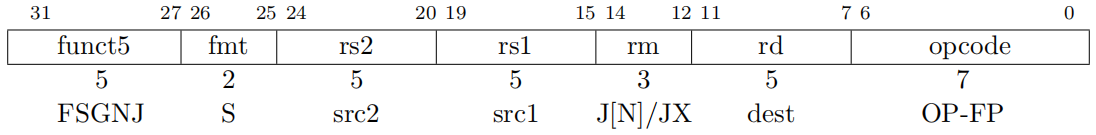 31 27 26 25 24 20 19 15 14 12 11 7 6 0
funct5 fmt rs2 rs1 rm rd opcode
5 2 5 5 3 5 7
FSGNJ S src2 src1 J[N]/JX dest OP-FP